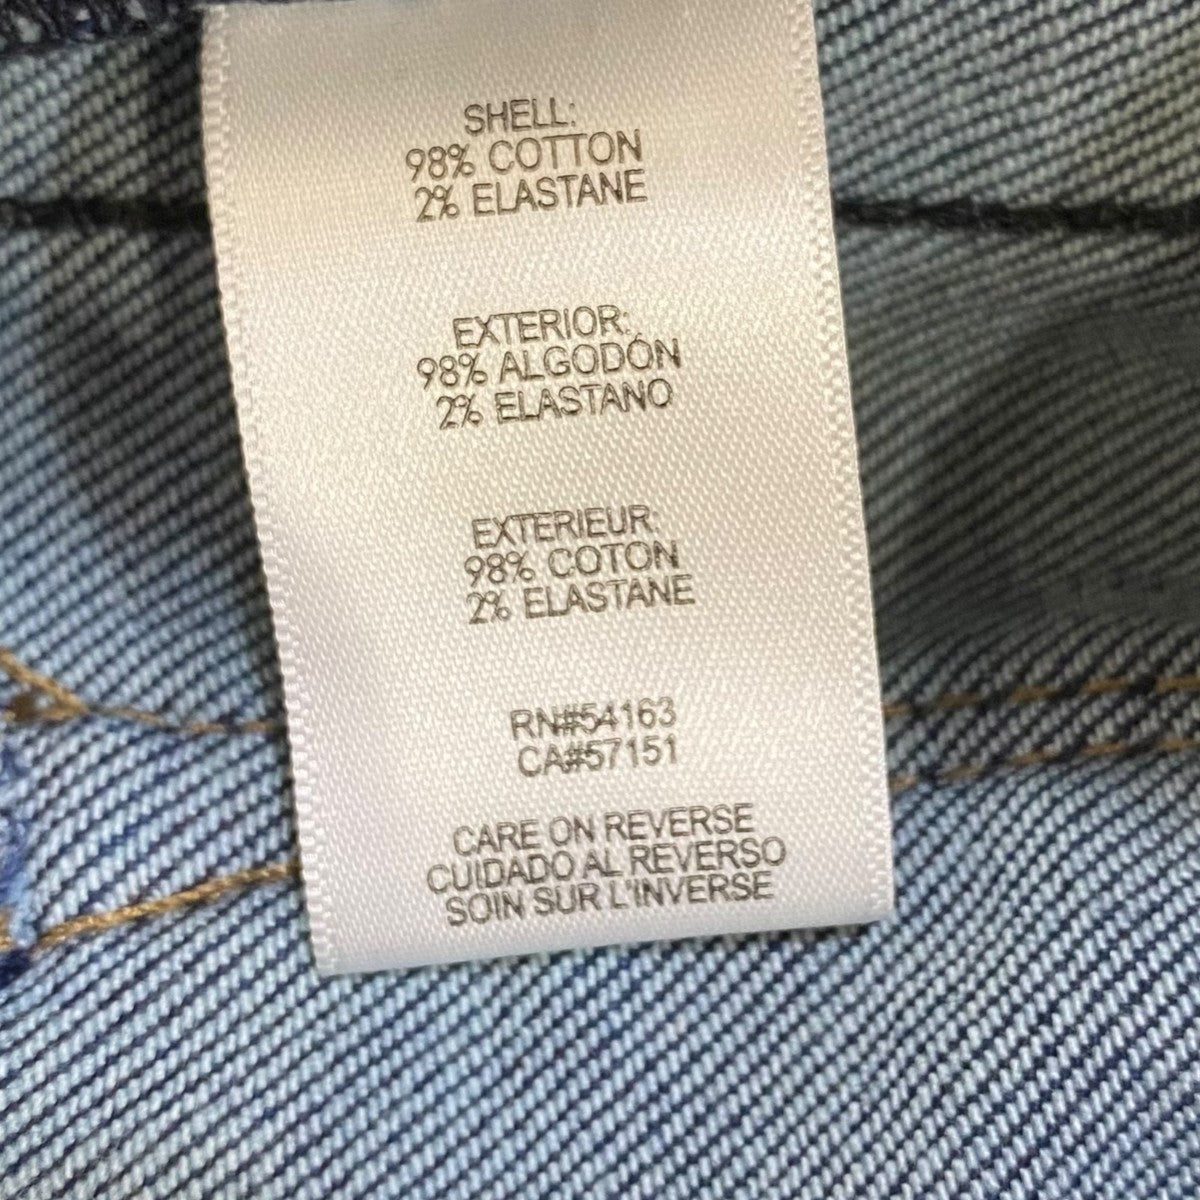 SHELL:
98% COTTON
2% ELASTANE
EXTERIOR:
98% ALGODÓN
2% ELASTANO
EXTERIEUR:
98% COTON
2% ELASTANE
RN#54163
CA#57151
CARE ON REVERSE
CUIDADO AL REVERSO
SOIN SUR L'INVERSE